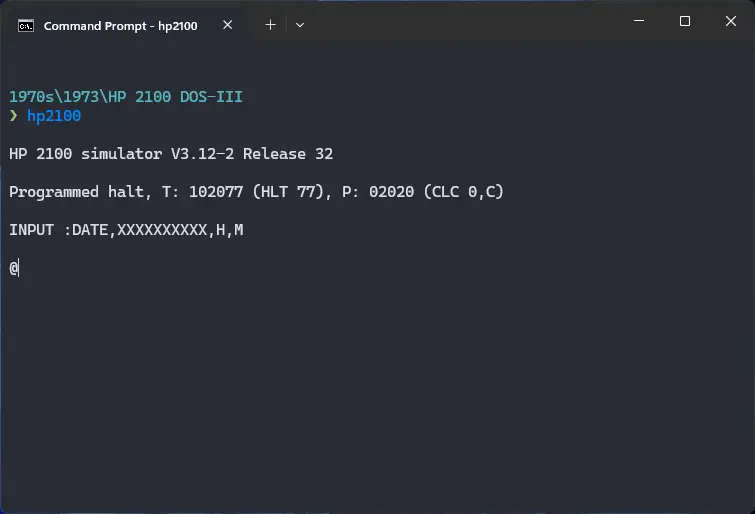 Command Prompt - hp2100
1970s\1973\HP 2100 DOS-III
❯ hp2100
HP 2100 simulator V3.12-2 Release 32
Programmed halt, T: 102077 (HLT 77), P: 02020 (CLC 0,C)
INPUT :DATE,XXXXXXXXXX,H,M
@